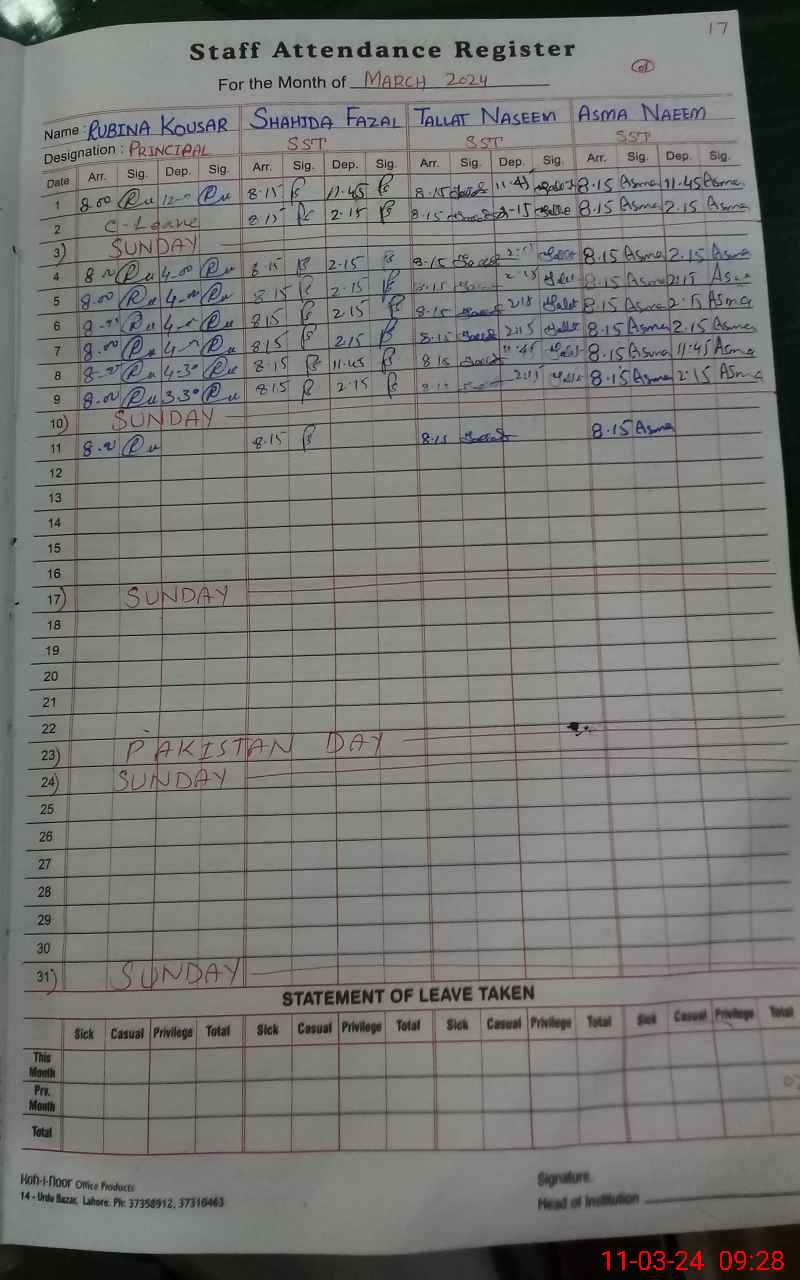 17
Staff Attendance Register
For the Month of MARCH 2024
Name : RUBINA KOUSAR SHAHIDA FAZAL TALLAT NASEEM ASMA NAEEM
Designation : PRINCIPAL SST SST SST
Date Arr. Sig. Dep. Sig. Arr. Sig. Dep. Sig. Arr. Sig. Dep. Sig. Arr. Sig. Dep. Sig.
1 8.00 8.15 11.45 8.15 11.45 8.15 Asma 11.45 Asma
2 C-Leave 8.15 2.15 8.15 2.15 8.15 Asma 2.15 Asma
3) SUNDAY
4 8.00 4.00 8.15 2.15 8.15 8.15 Asma 2.15 Asma
5 8.00 4.00 8.15 2.15 8.15 2.15 8.15 Asma 2.15 Asma
6 8.00 8.15 2.15 8.15 2.15 8.15 Asma 2.15 Asma
7 8.00 8.15 2.15 8.15 2.15 8.15 Asma 2.15 Asma
8 4.30 8.15 11.45 8.15 11.45 8.15 Asma 11.45 Asma
9 8.00 3.30 8.15 2.15 8.15 2.15 8.15 Asma 2.15 Asma
10) SUNDAY
11 8.00 8.15 8.15 8.15 Asma
12
13
14
15
16
17) SUNDAY
18
19
20
21
22
23) PAKISTAN DAY
24) SUNDAY
25
26
27
28
29
30
31) SUNDAY
STATEMENT OF LEAVE TAKEN
Sick Casual Privilege Total Sick Casual Privilege Total Sick Casual Privilege Total Sick Casual Privilege Total
This Month
Prv. Month
Total
Koh-i-noor Office Products
14 - Urdu Bazar, Lahore. Ph: 37358912, 37310463
Signature.
Head of Institution
11-03-24 09:28